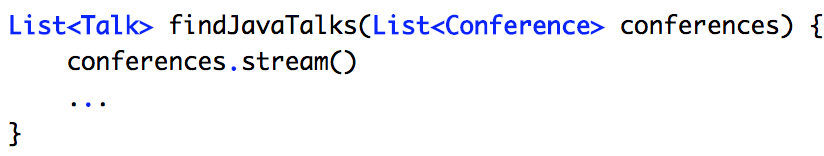 List<Talk> findJavaTalks(List<Conference> conferences) {
    conferences.stream()
    ...
}